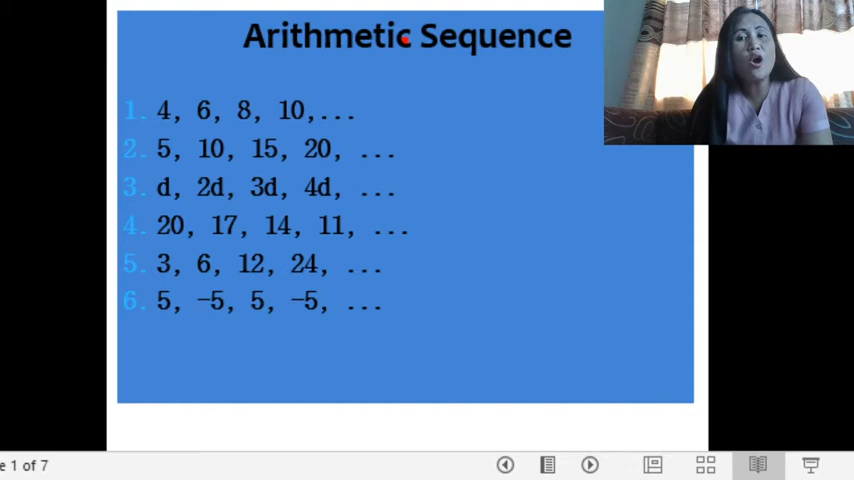 Arithmetic Sequence
1. 4, 6, 8, 10,...
2. 5, 10, 15, 20, ...
3. d, 2d, 3d, 4d, ...
4. 20, 17, 14, 11, ...
5. 3, 6, 12, 24, ...
6. 5, -5, 5, -5, ...
e 1 of 7